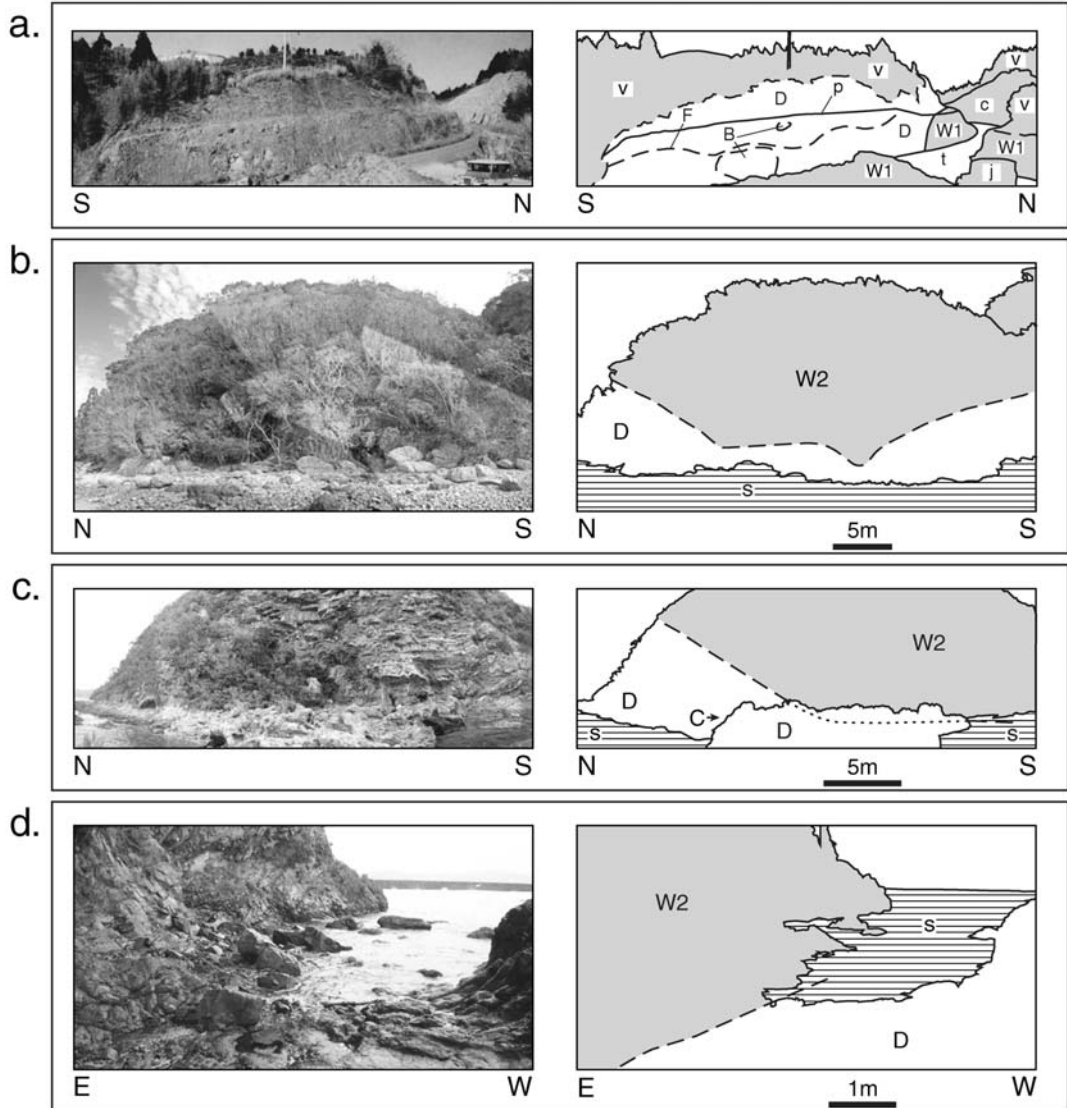 a.
v D v v
p c v
F B D W1 W1
W1 t j
S N S N
b.
W2
D
s
N S N S
5m
c.
W2
D C D
s s
N S N S
5m
d.
W2
s
D
E W E W
1m